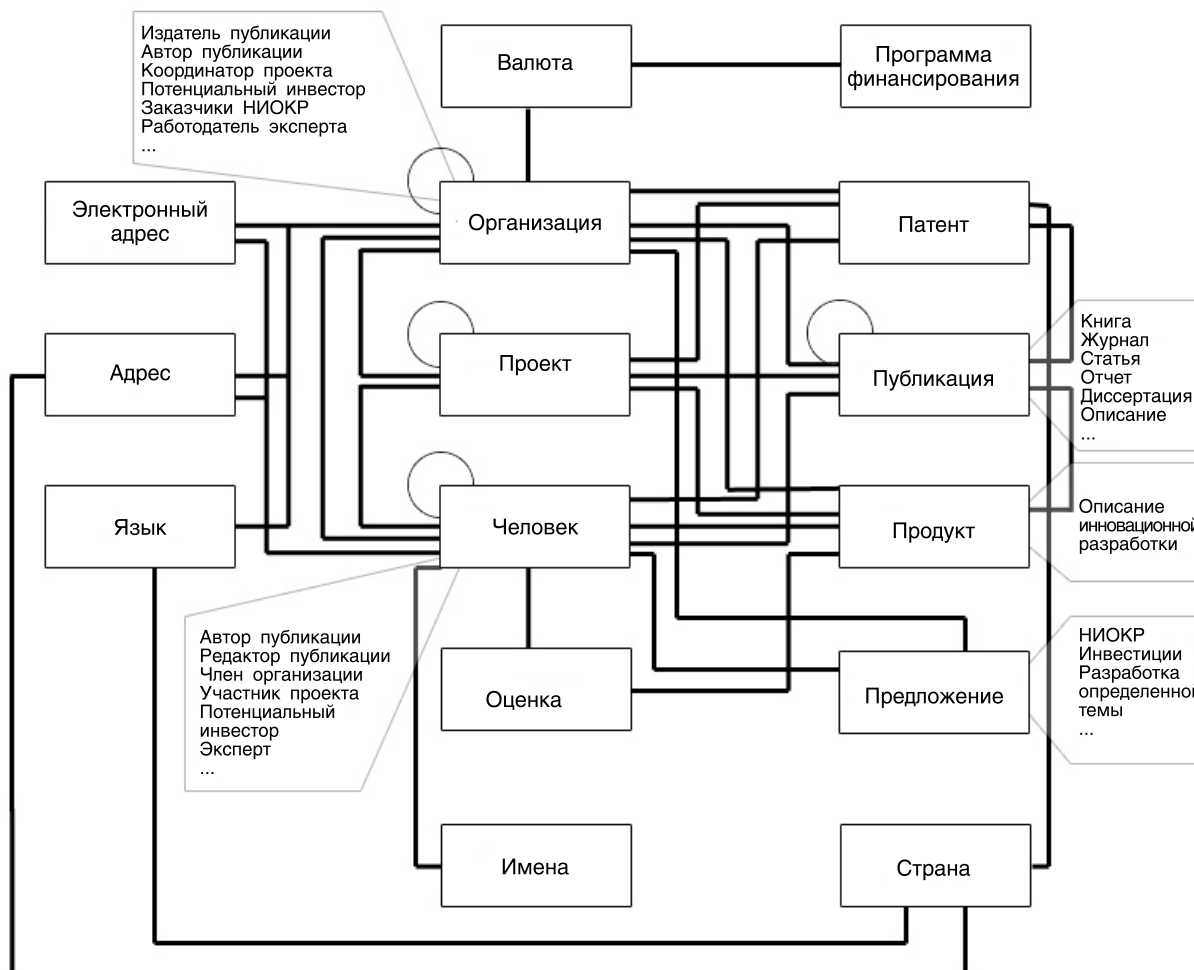 Издатель публикации
Автор публикации
Координатор проекта
Потенциальный инвестор
Заказчики НИОКР
Работодатель эксперта
...
Валюта
Программа
финансирования
Электронный
адрес
Организация
Патент
Адрес
Проект
Публикация
Книга
Журнал
Статья
Отчет
Диссертация
Описание
...
Язык
Человек
Продукт
Описание
инновационной
разработки
Автор публикации
Редактор публикации
Член организации
Участник проекта
Потенциальный
инвестор
Эксперт
...
Оценка
Предложение
НИОКР
Инвестиции
Разработка
определенной
темы
...
Имена
Страна